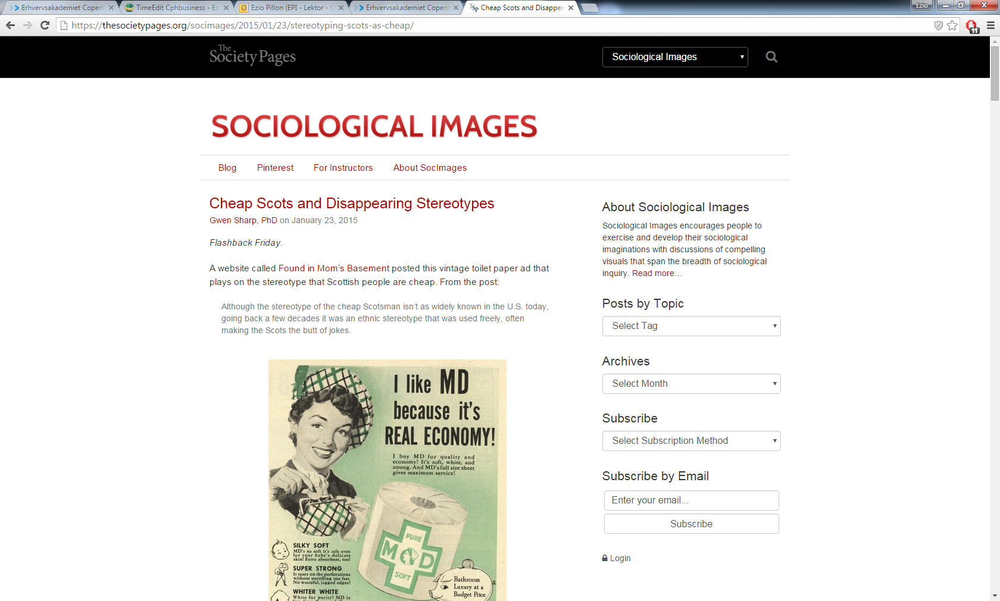 Erhvervsakademiet Copenh
TimeEdit Cphbusiness - Ez
Ezio Pillon (EPI - Lektor - C
Erhvervsakademiet Copenh
Cheap Scots and Disappea
Ezio
https://thesocietypages.org/socimages/2015/01/23/stereotyping-scots-as-cheap/
11
The
Society Pages
Sociological Images
SOCIOLOGICAL IMAGES
Blog
Pinterest
For Instructors
About SocImages
Cheap Scots and Disappearing Stereotypes
Gwen Sharp, PhD on January 23, 2015
Flashback Friday.
A website called Found in Mom's Basement posted this vintage toilet paper ad that
plays on the stereotype that Scottish people are cheap. From the post:
Although the stereotype of the cheap Scotsman isn't as widely known in the U.S. today,
going back a few decades it was an ethnic stereotype that was used freely, often
making the Scots the butt of jokes.
I like MD
because it's
REAL ECONOMY!
I buy MD for quality and
economy! It's soft, white, and
strong. And MD's full size sheet
gives maximum service!
PURE
MD
SOFT
SILKY SOFT
MD's so soft it's safe even
for your baby's delicate
skin! Extra absorbent, too!
SUPER STRONG
It tears on the perforations
without unrolling too fast.
No wasteful, jagged edges!
WHITER WHITE
White for purity! MD is
Bathroom
Luxury at a
Budget Price
About Sociological Images
Sociological Images encourages people to
exercise and develop their sociological
imaginations with discussions of compelling
visuals that span the breadth of sociological
inquiry. Read more…
Posts by Topic
Select Tag
Archives
Select Month
Subscribe
Select Subscription Method
Subscribe by Email
Enter your email...
Subscribe
Login